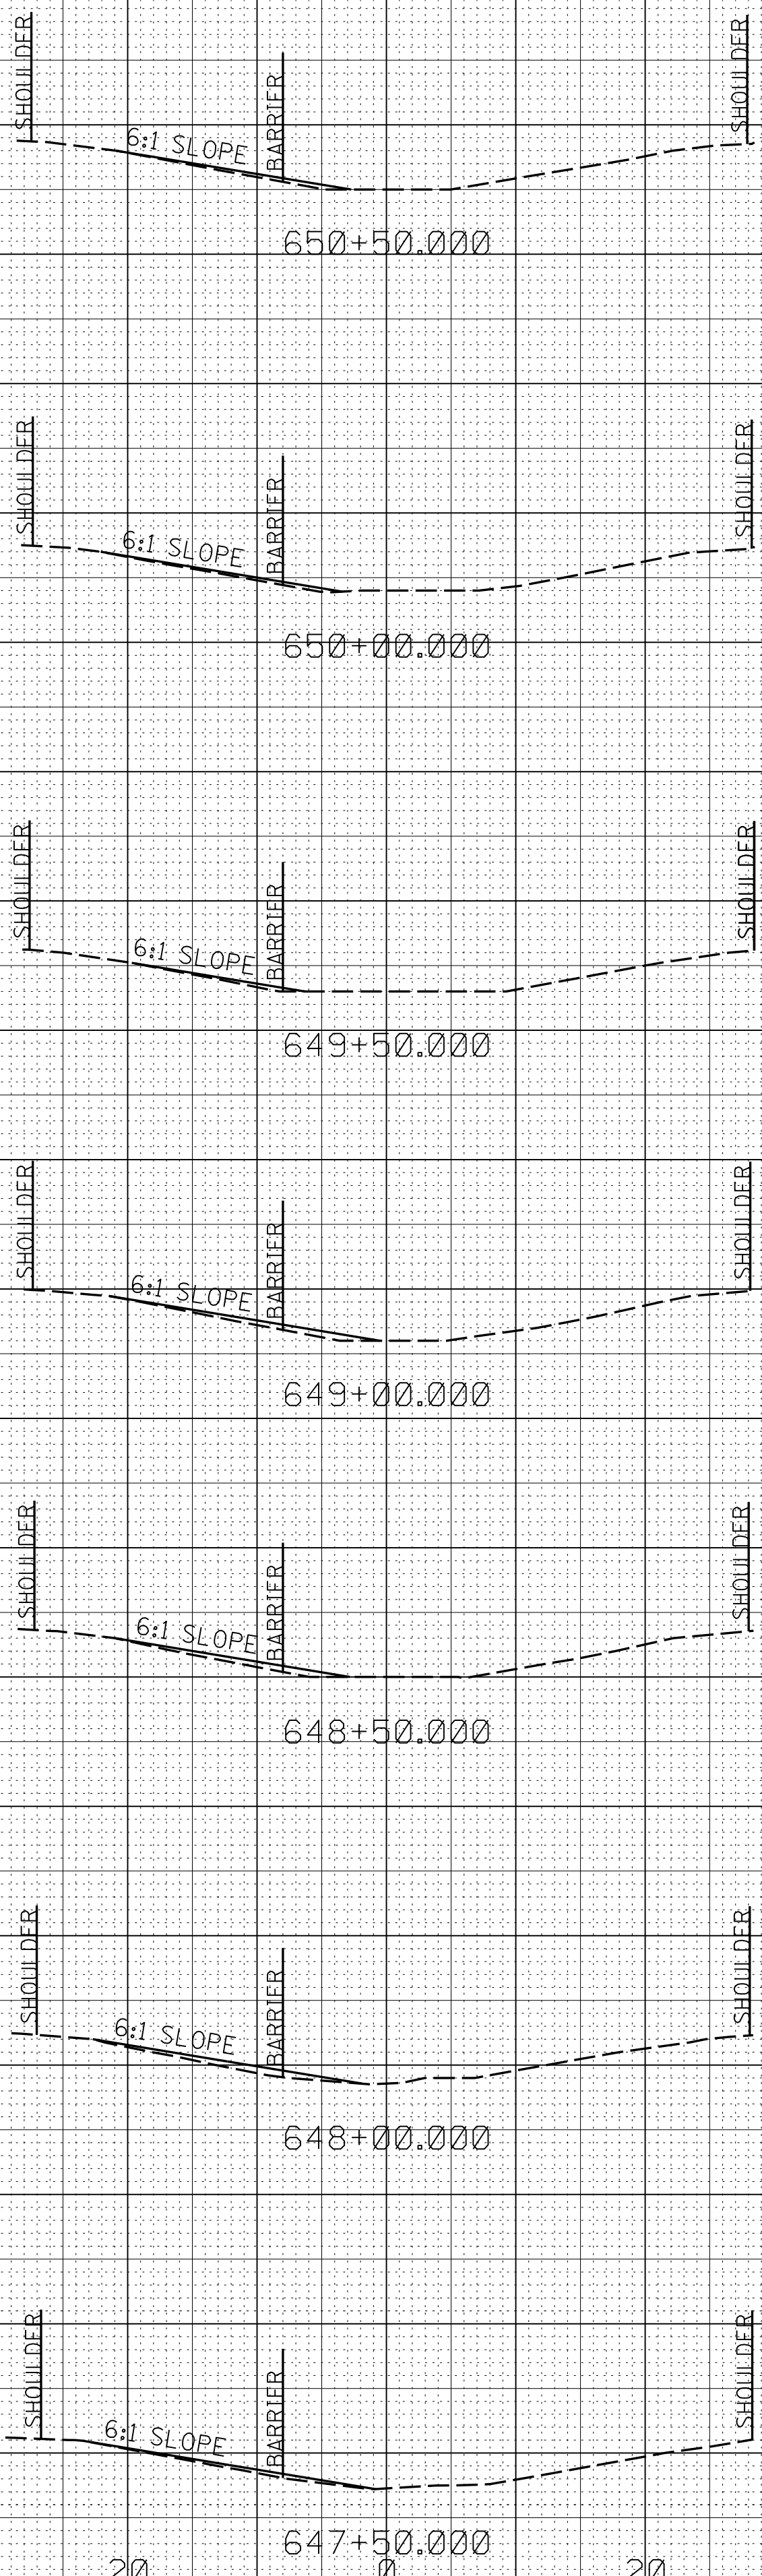 SHOULDER
BARRIER
SHOULDER
6:1 SLOPE
650+50.000
SHOULDER
BARRIER
SHOULDER
6:1 SLOPE
650+00.000
SHOULDER
BARRIER
SHOULDER
6:1 SLOPE
649+50.000
SHOULDER
BARRIER
SHOULDER
6:1 SLOPE
649+00.000
SHOULDER
BARRIER
SHOULDER
6:1 SLOPE
648+50.000
SHOULDER
BARRIER
SHOULDER
6:1 SLOPE
648+00.000
SHOULDER
BARRIER
SHOULDER
6:1 SLOPE
647+50.000
20 0 20